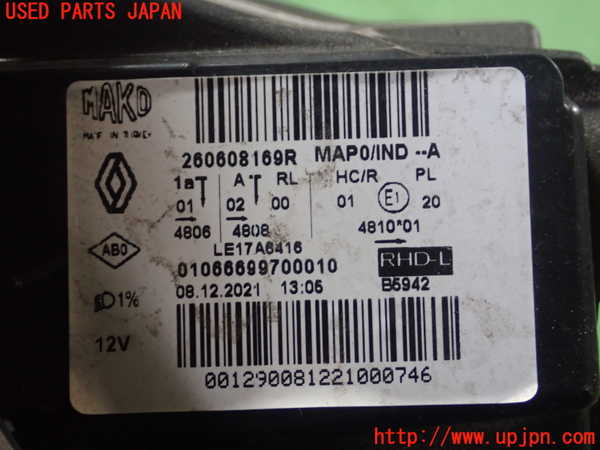 USED PARTS JAPAN
MAKO
MADE IN TURKEY
260608169R MAP0/IND --A
1a A RL HC/R PL
01 02 00 01 E1 20
4806 4808 4810*01
LE17A6416
ABO
01066699700010 RHD-L
08.12.2021 13:05 B5942
1%
12V
001290081221000746
http://www.upjpn.com/